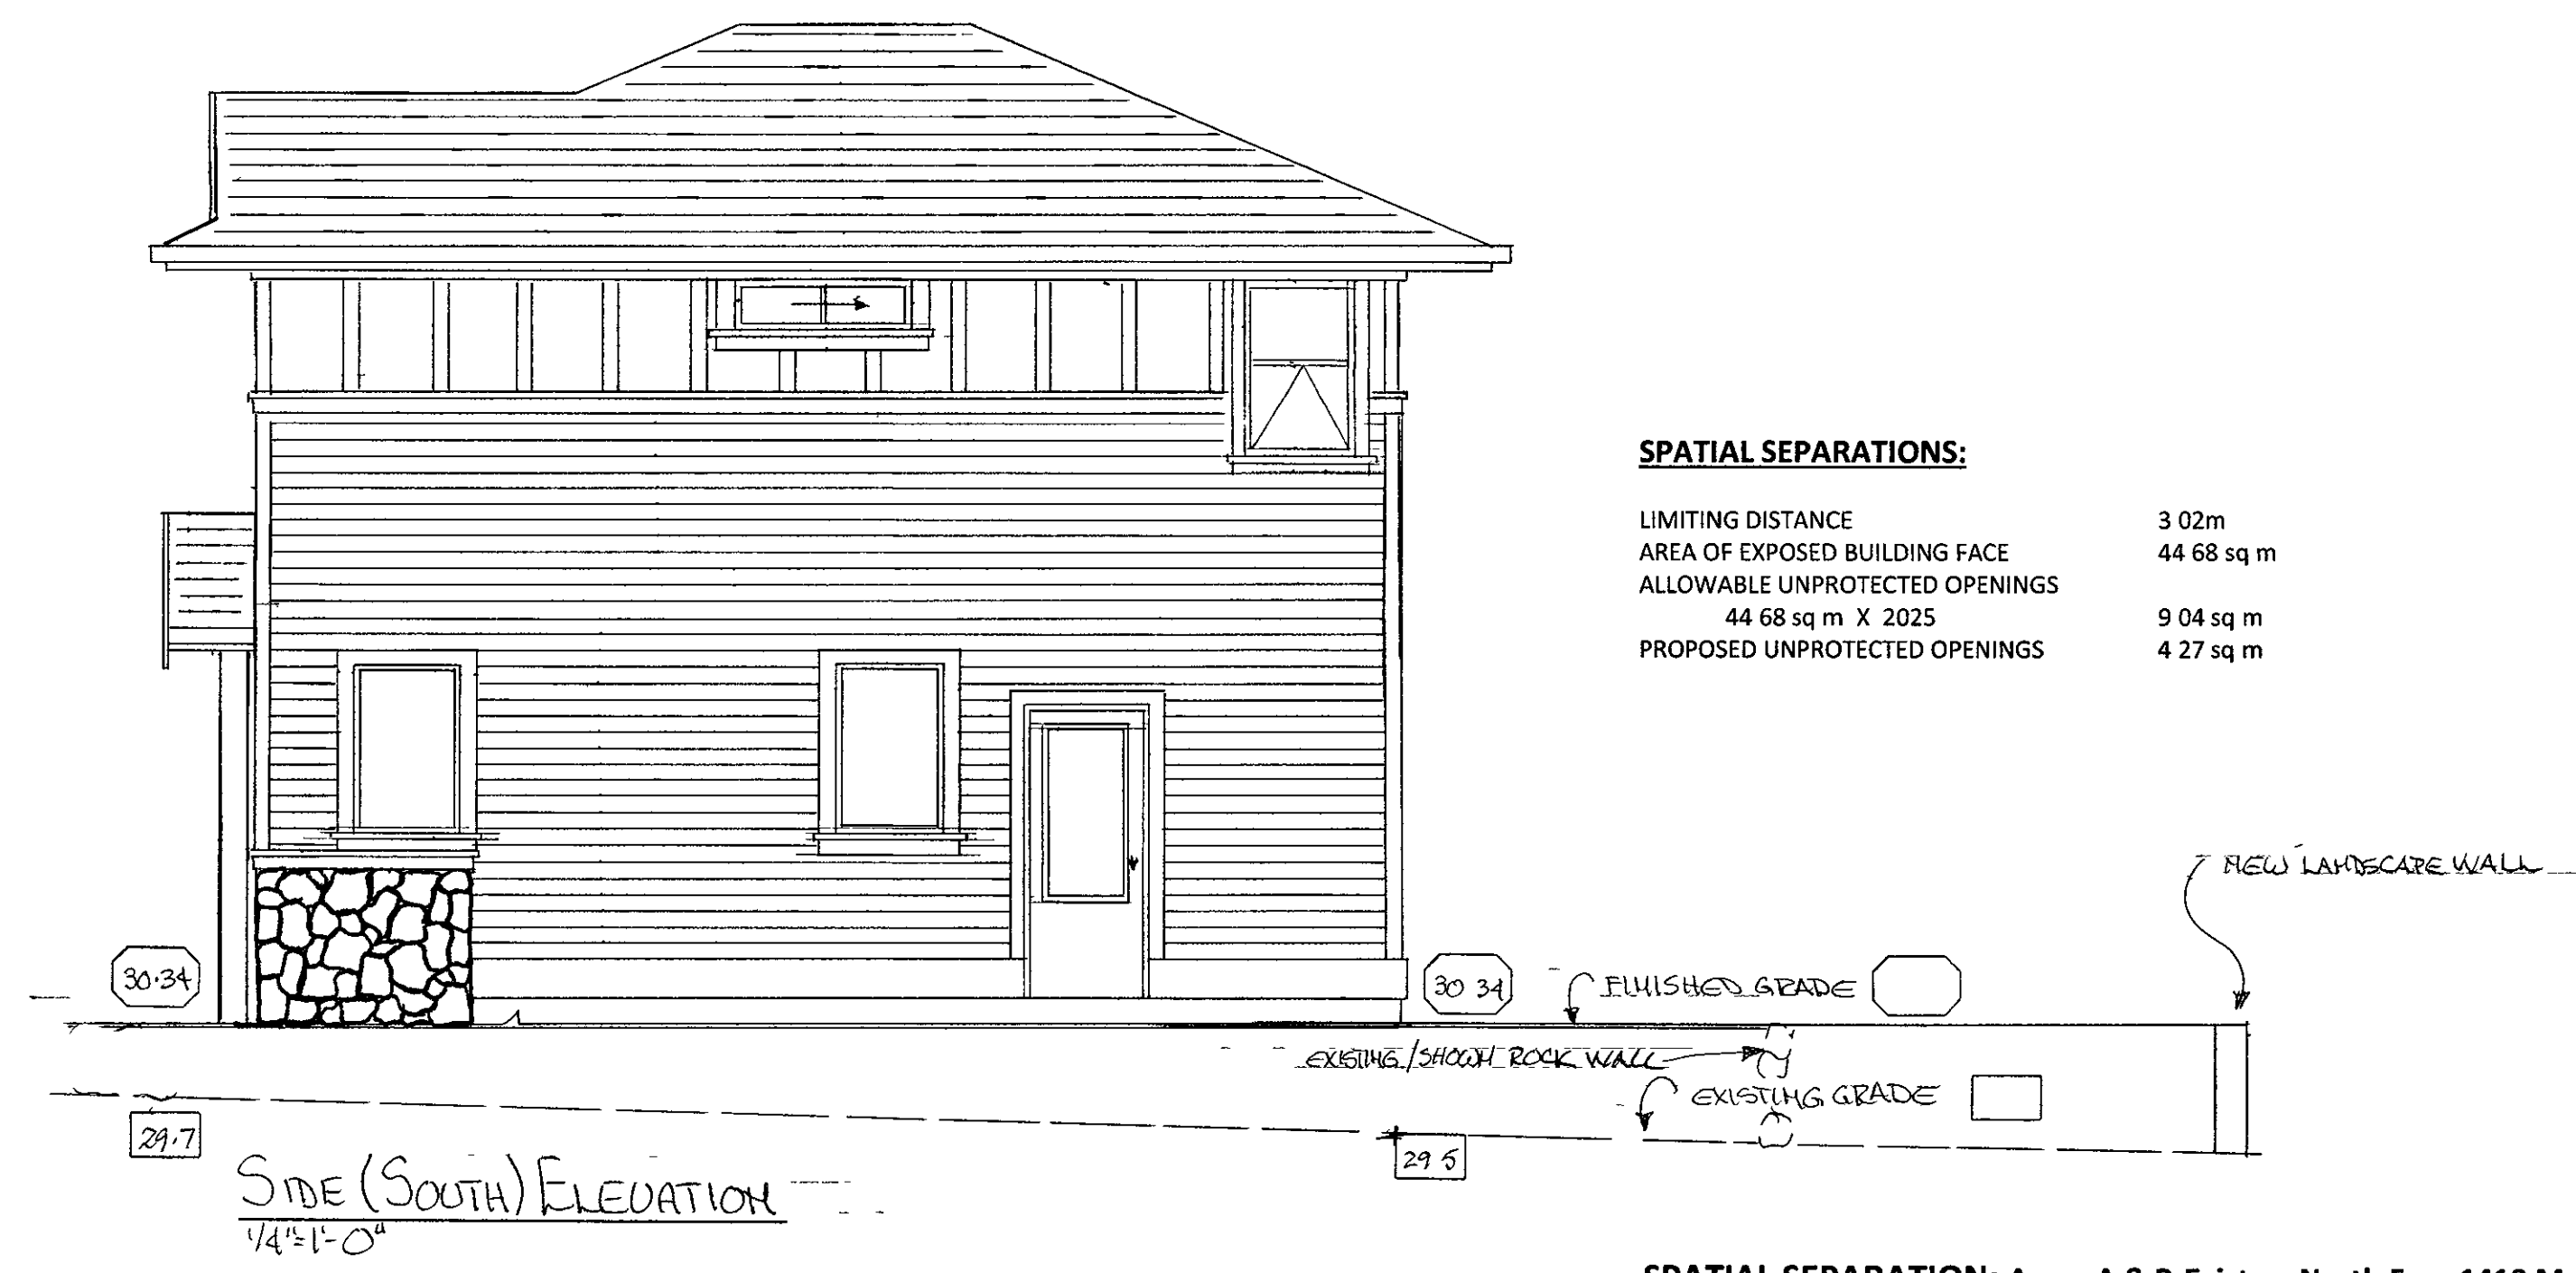 SPATIAL SEPARATIONS:
LIMITING DISTANCE 3 02m
AREA OF EXPOSED BUILDING FACE 44 68 sq m
ALLOWABLE UNPROTECTED OPENINGS
44 68 sq m X 2025 9 04 sq m
PROPOSED UNPROTECTED OPENINGS 4 27 sq m
NEW LANDSCAPE WALL
30.34
30 34
FINISHED GRADE
EXISTING/SHOWN ROCK WALL
EXISTING GRADE
29.7
29 5
SIDE (SOUTH) ELEVATION
1/4"=1'-0"